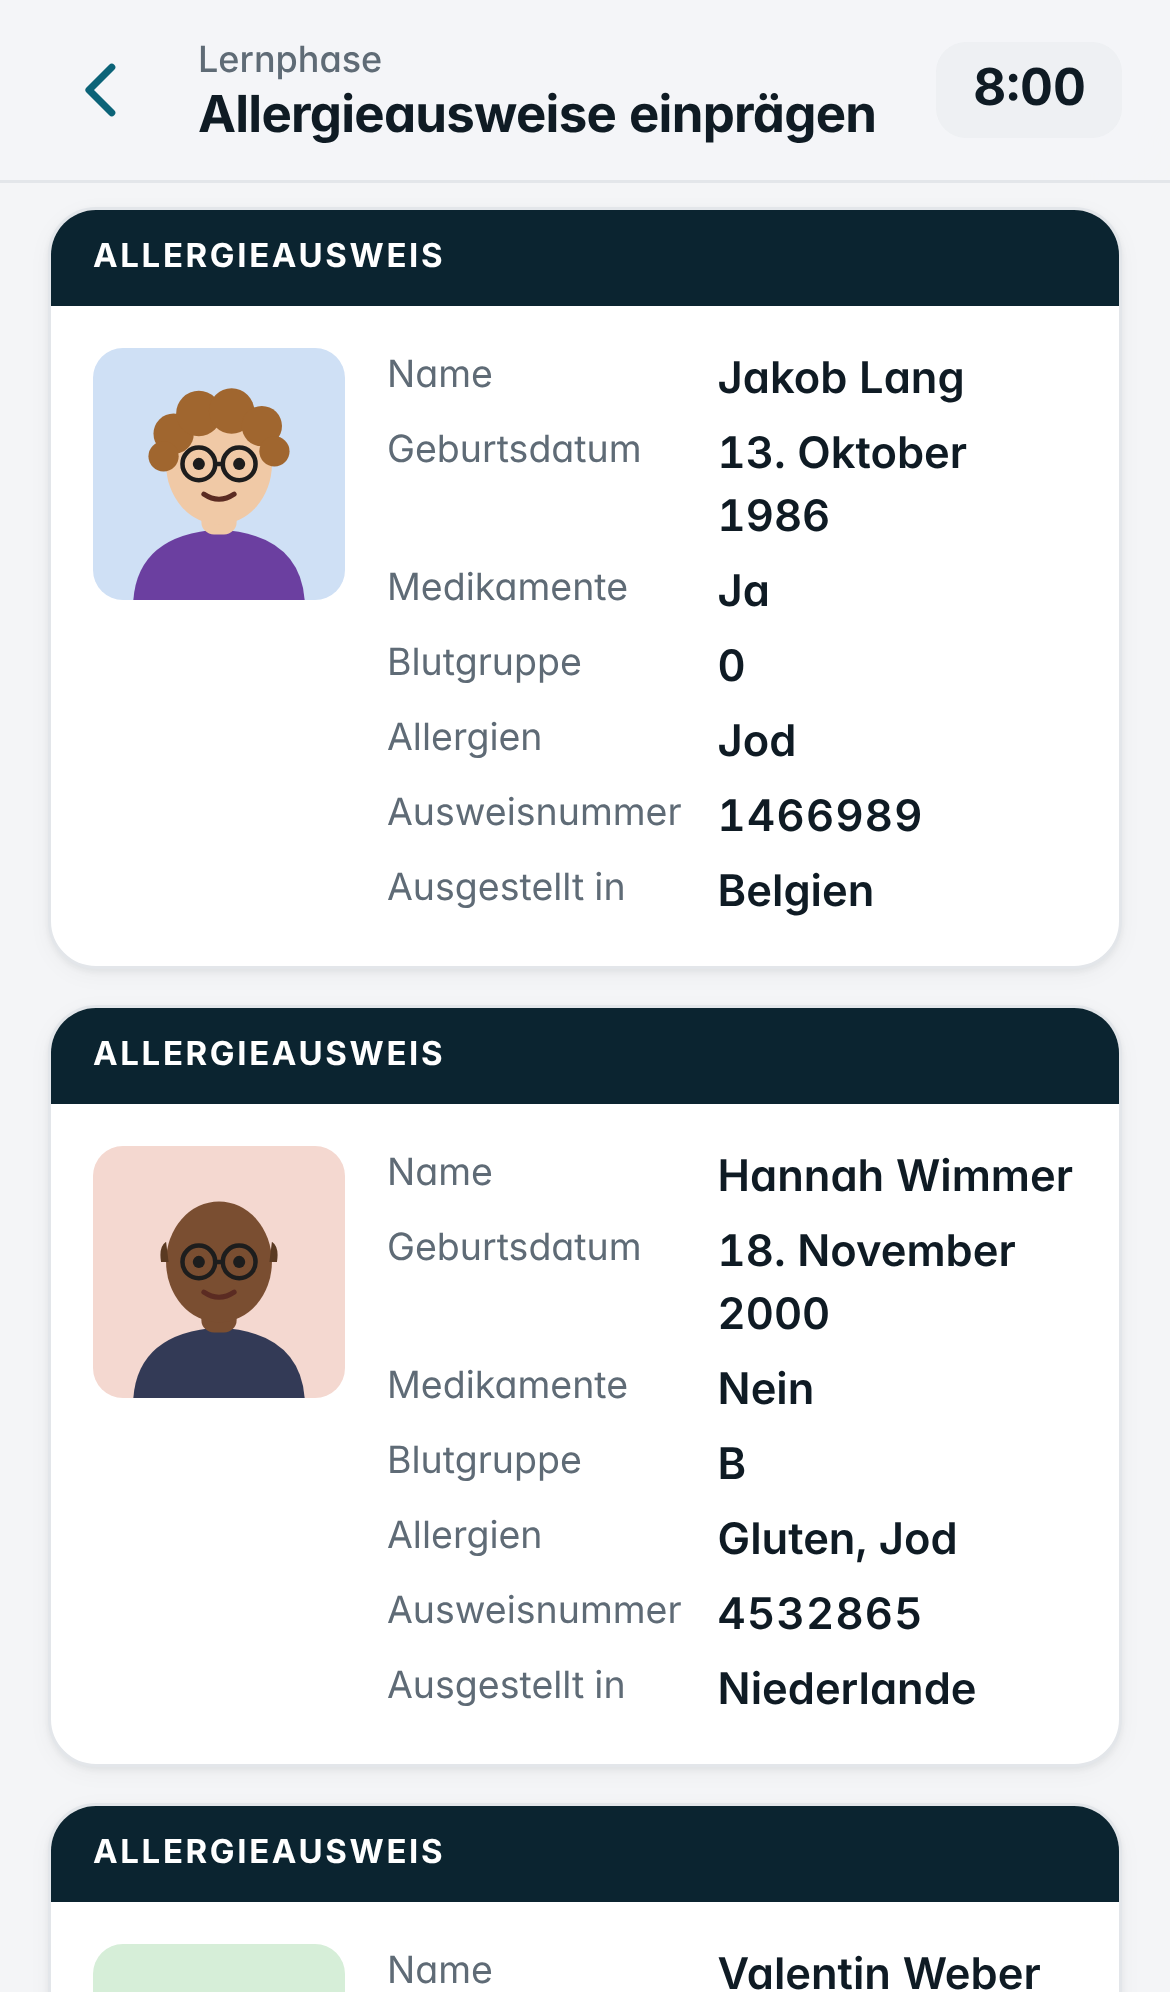 Lernphase
Allergieausweise einprägen
8:00
ALLERGIEAUSWEIS
Name Jakob Lang
Geburtsdatum 13. Oktober
1986
Medikamente Ja
Blutgruppe 0
Allergien Jod
Ausweisnummer 1466989
Ausgestellt in Belgien
ALLERGIEAUSWEIS
Name Hannah Wimmer
Geburtsdatum 18. November
2000
Medikamente Nein
Blutgruppe B
Allergien Gluten, Jod
Ausweisnummer 4532865
Ausgestellt in Niederlande
ALLERGIEAUSWEIS
Name Valentin Weber